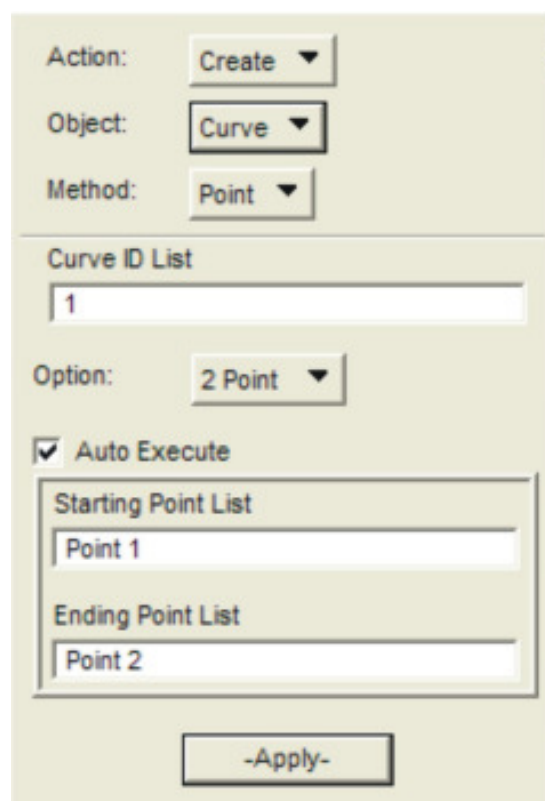 Action: Create
Object: Curve
Method: Point
Curve ID List
1
Option: 2 Point
Auto Execute
Starting Point List
Point 1
Ending Point List
Point 2
-Apply-